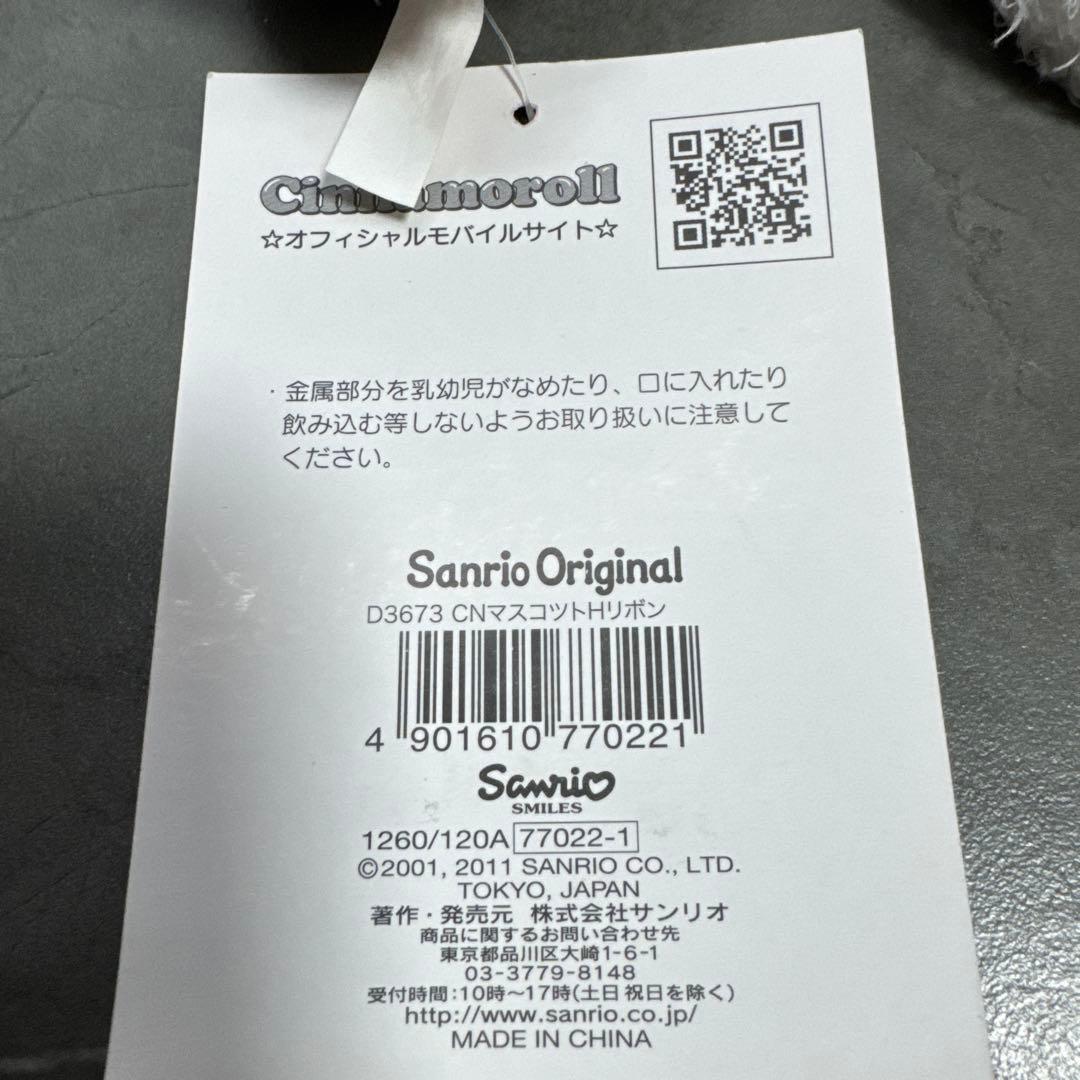 Cinnamoroll
☆オフィシャルモバイルサイト☆
・金属部分を乳幼児がなめたり、口に入れたり
飲み込む等しないようお取り扱いに注意して
ください。
Sanrio Original
D3673 CNマスコツトHリボン
4 901610 770221
Sanrio
SMILES
1260/120A 77022-1
©2001, 2011 SANRIO CO., LTD.
TOKYO, JAPAN
著作・発売元 株式会社サンリオ
商品に関するお問い合わせ先
東京都品川区大崎1-6-1
03-3779-8148
受付時間:10時～17時(土日祝日を除く)
http://www.sanrio.co.jp/
MADE IN CHINA